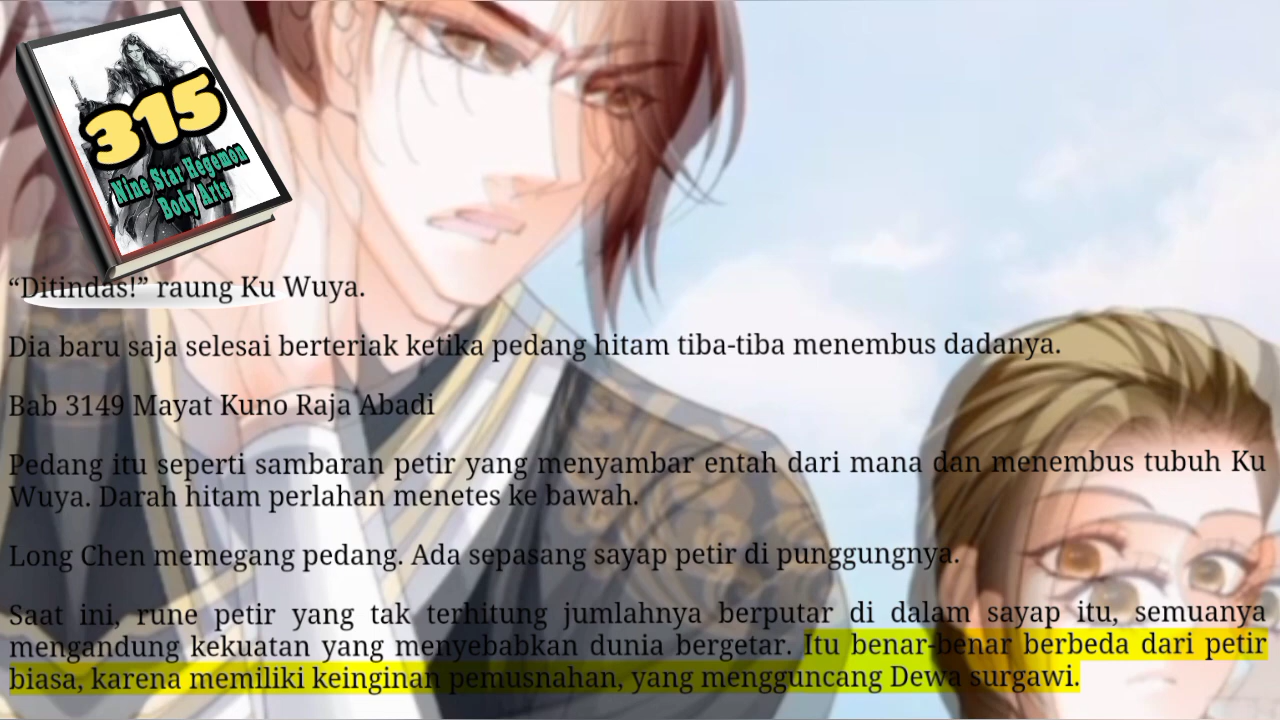 315
Nine Star Hegemon
Body Arts
“Ditindas!” raung Ku Wuya.
Dia baru saja selesai berteriak ketika pedang hitam tiba-tiba menembus dadanya.
Bab 3149 Mayat Kuno Raja Abadi
Pedang itu seperti sambaran petir yang menyambar entah dari mana dan menembus tubuh Ku
Wuya. Darah hitam perlahan menetes ke bawah.
Long Chen memegang pedang. Ada sepasang sayap petir di punggungnya.
Saat ini, rune petir yang tak terhitung jumlahnya berputar di dalam sayap itu, semuanya
mengandung kekuatan yang menyebabkan dunia bergetar. Itu benar-benar berbeda dari petir
biasa, karena memiliki keinginan pemusnahan, yang mengguncang Dewa surgawi.